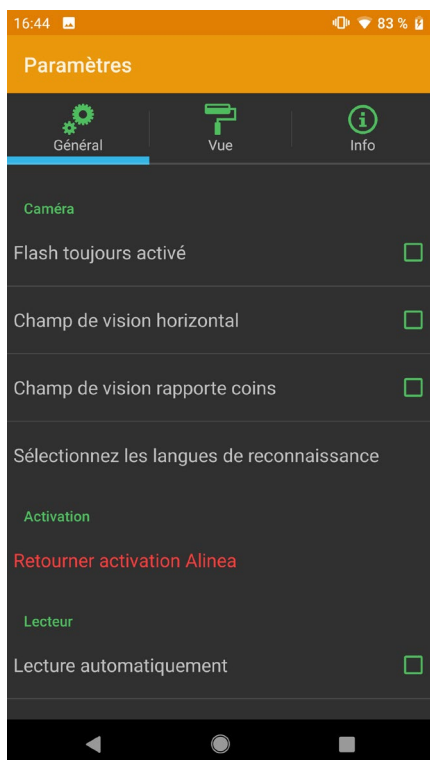 16:44 83 %
Paramètres
Général Vue Info
Caméra
Flash toujours activé
Champ de vision horizontal
Champ de vision rapporte coins
Sélectionnez les langues de reconnaissance
Activation
Retourner activation Alinea
Lecteur
Lecture automatiquement